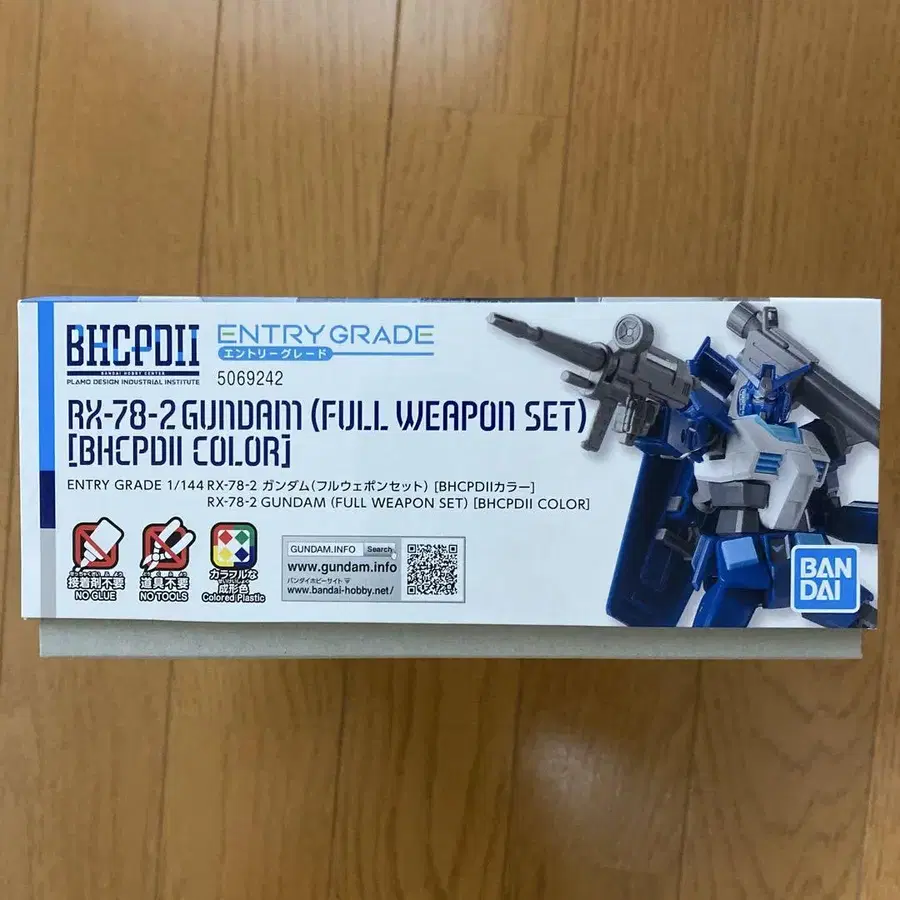 BHCPDII
BANDAI HOBBY CENTER
PLAMO DESIGN INDUSTRIAL INSTITUTE
ENTRY GRADE
エントリーグレード
5069242
RX-78-2 GUNDAM (FULL WEAPON SET)
[BHCPDII COLOR]
ENTRY GRADE 1/144 RX-78-2 ガンダム(フルウェポンセット) [BHCPDIIカラー]
RX-78-2 GUNDAM (FULL WEAPON SET) [BHCPDII COLOR]
接着剤不要
NO GLUE
道具不要
NO TOOLS
カラフルな
成形色
Colored Plastic
GUNDAM.INFO Search
www.gundam.info
バンダイホビーサイト
www.bandai-hobby.net/
BAN
DAI